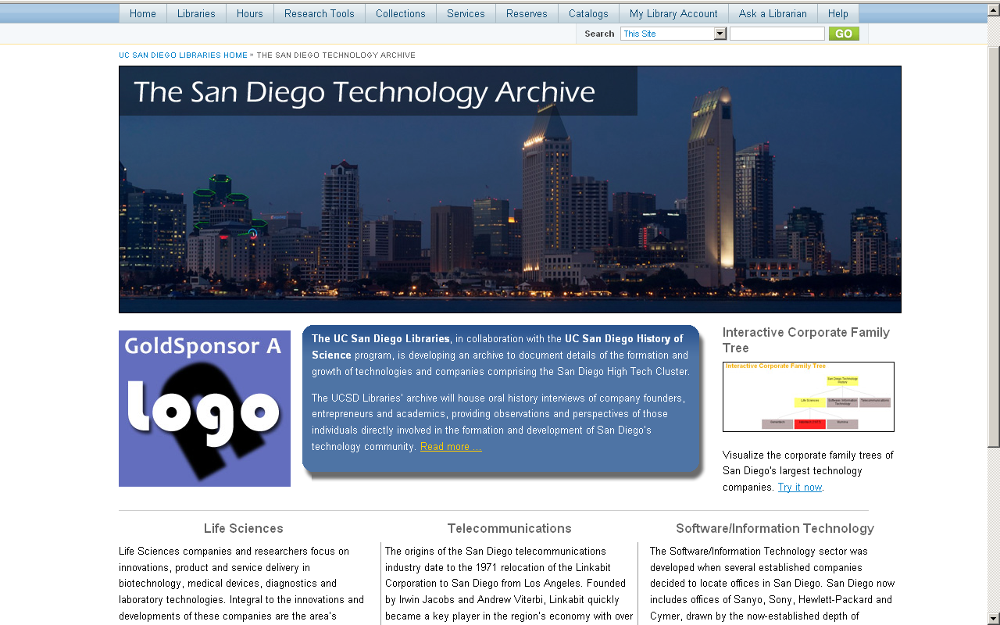 Home Libraries Hours Research Tools Collections Services Reserves Catalogs My Library Account Ask a Librarian Help
Search This Site GO
UC SAN DIEGO LIBRARIES HOME » THE SAN DIEGO TECHNOLOGY ARCHIVE
The San Diego Technology Archive
GoldSponsor A
Logo
The UC San Diego Libraries, in collaboration with the UC San Diego History of
Science program, is developing an archive to document details of the formation and
growth of technologies and companies comprising the San Diego High Tech Cluster.
The UCSD Libraries' archive will house oral history interviews of company founders,
entrepreneurs and academics, providing observations and perspectives of those
individuals directly involved in the formation and development of San Diego's
technology community. Read more ...
Interactive Corporate Family
Tree
Interactive Corporate Family Tree
San Diego Technology
History
Life Sciences Software / Information
Technology Telecommunications
Visualize the corporate family trees of
San Diego's largest technology
companies. Try it now.
Life Sciences
Life Sciences companies and researchers focus on
innovations, product and service delivery in
biotechnology, medical devices, diagnostics and
laboratory technologies. Integral to the innovations and
developments of these companies are the area's
Telecommunications
The origins of the San Diego telecommunications
industry date to the 1971 relocation of the Linkabit
Corporation to San Diego from Los Angeles. Founded
by Irwin Jacobs and Andrew Viterbi, Linkabit quickly
became a key player in the region's economy with over
Software/Information Technology
The Software/Information Technology sector was
developed when several established companies
decided to locate offices in San Diego. San Diego now
includes offices of Sanyo, Sony, Hewlett-Packard and
Cymer, drawn by the now-established depth of